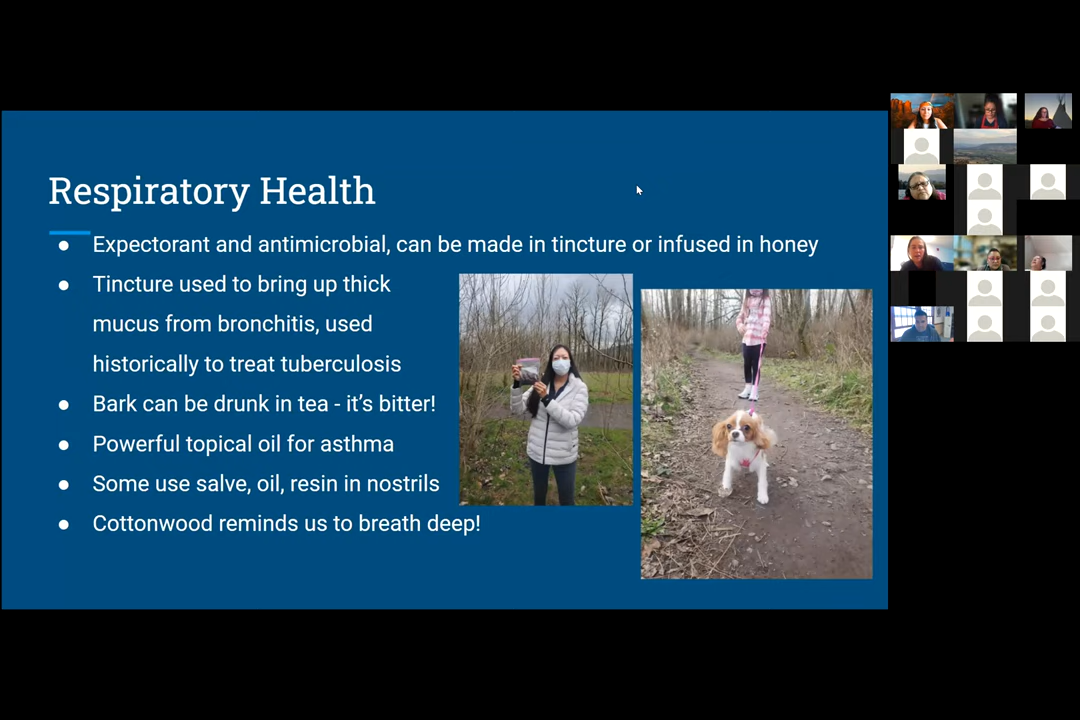 Respiratory Health
● Expectorant and antimicrobial, can be made in tincture or infused in honey
● Tincture used to bring up thick
mucus from bronchitis, used
historically to treat tuberculosis
● Bark can be drunk in tea - it's bitter!
● Powerful topical oil for asthma
● Some use salve, oil, resin in nostrils
● Cottonwood reminds us to breath deep!